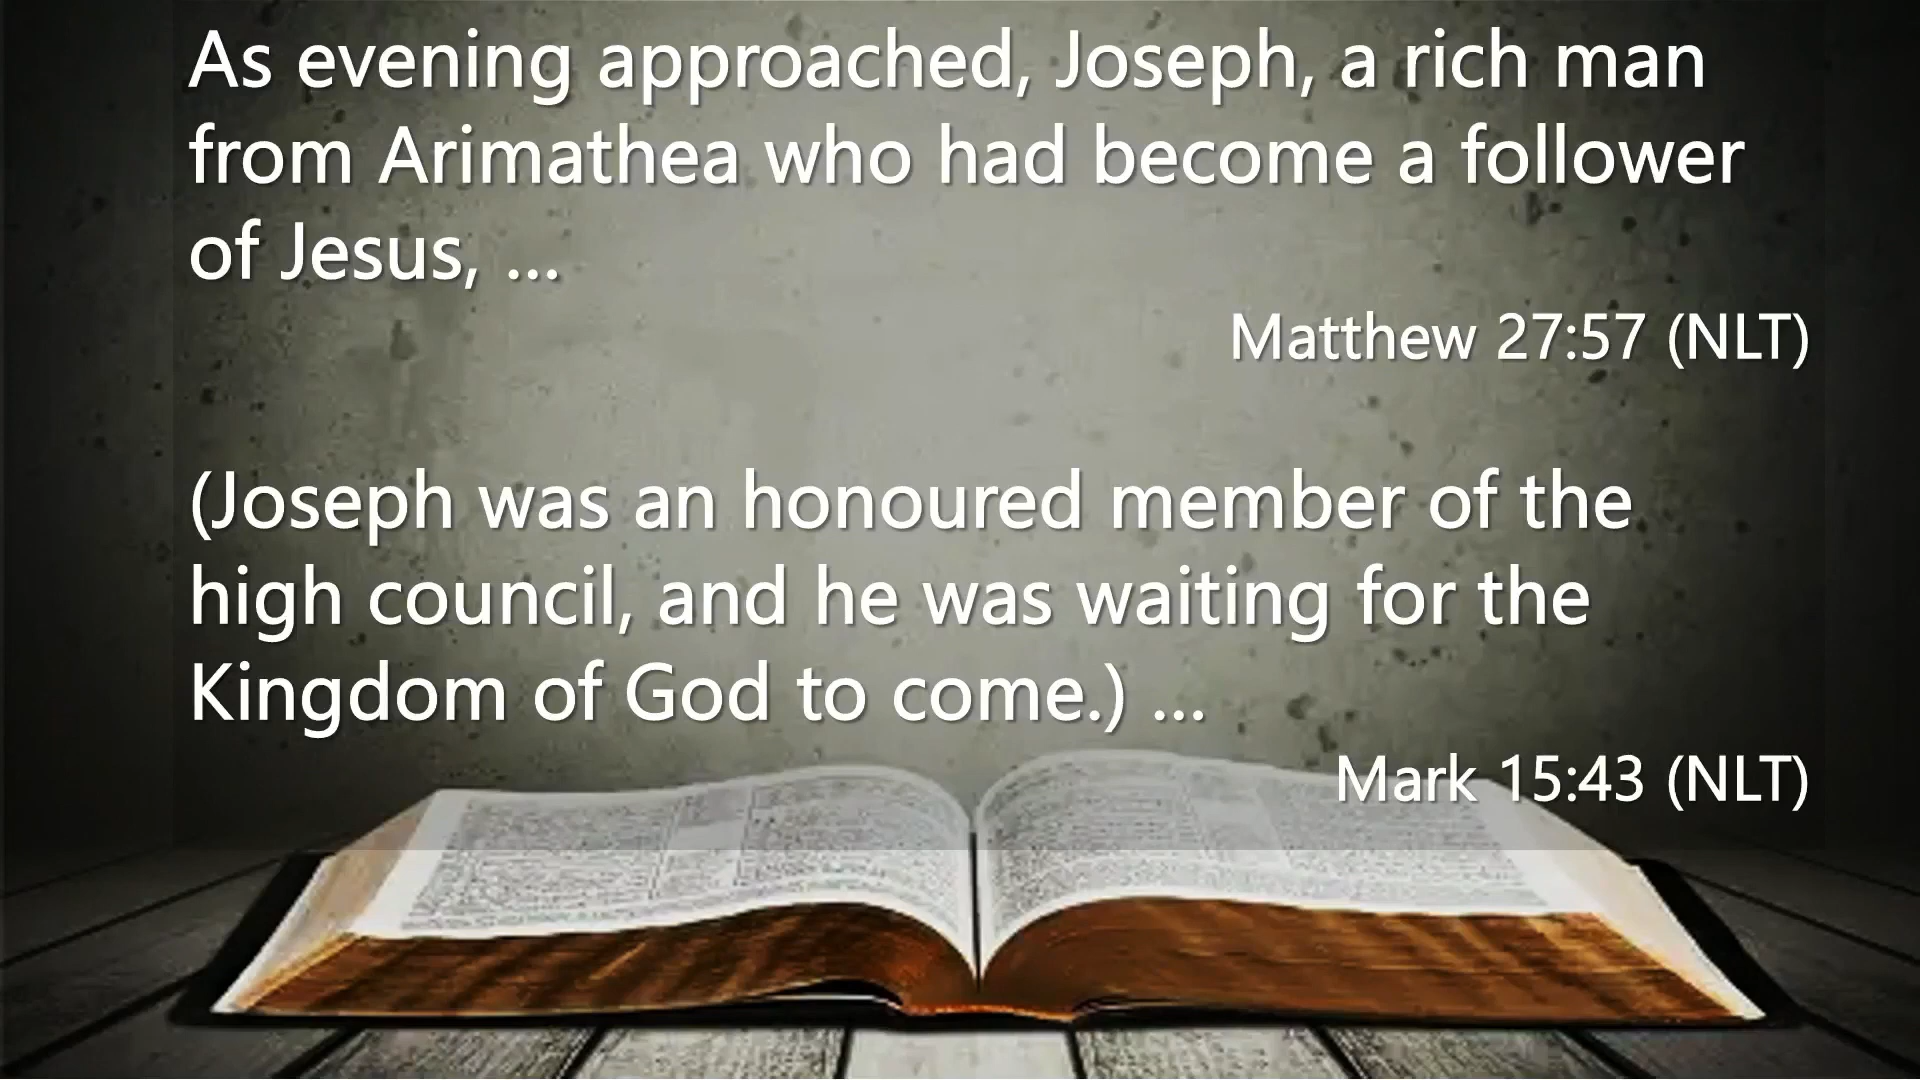 As evening approached, Joseph, a rich man
from Arimathea who had become a follower
of Jesus, ...
Matthew 27:57 (NLT)
(Joseph was an honoured member of the
high council, and he was waiting for the
Kingdom of God to come.) ...
Mark 15:43 (NLT)